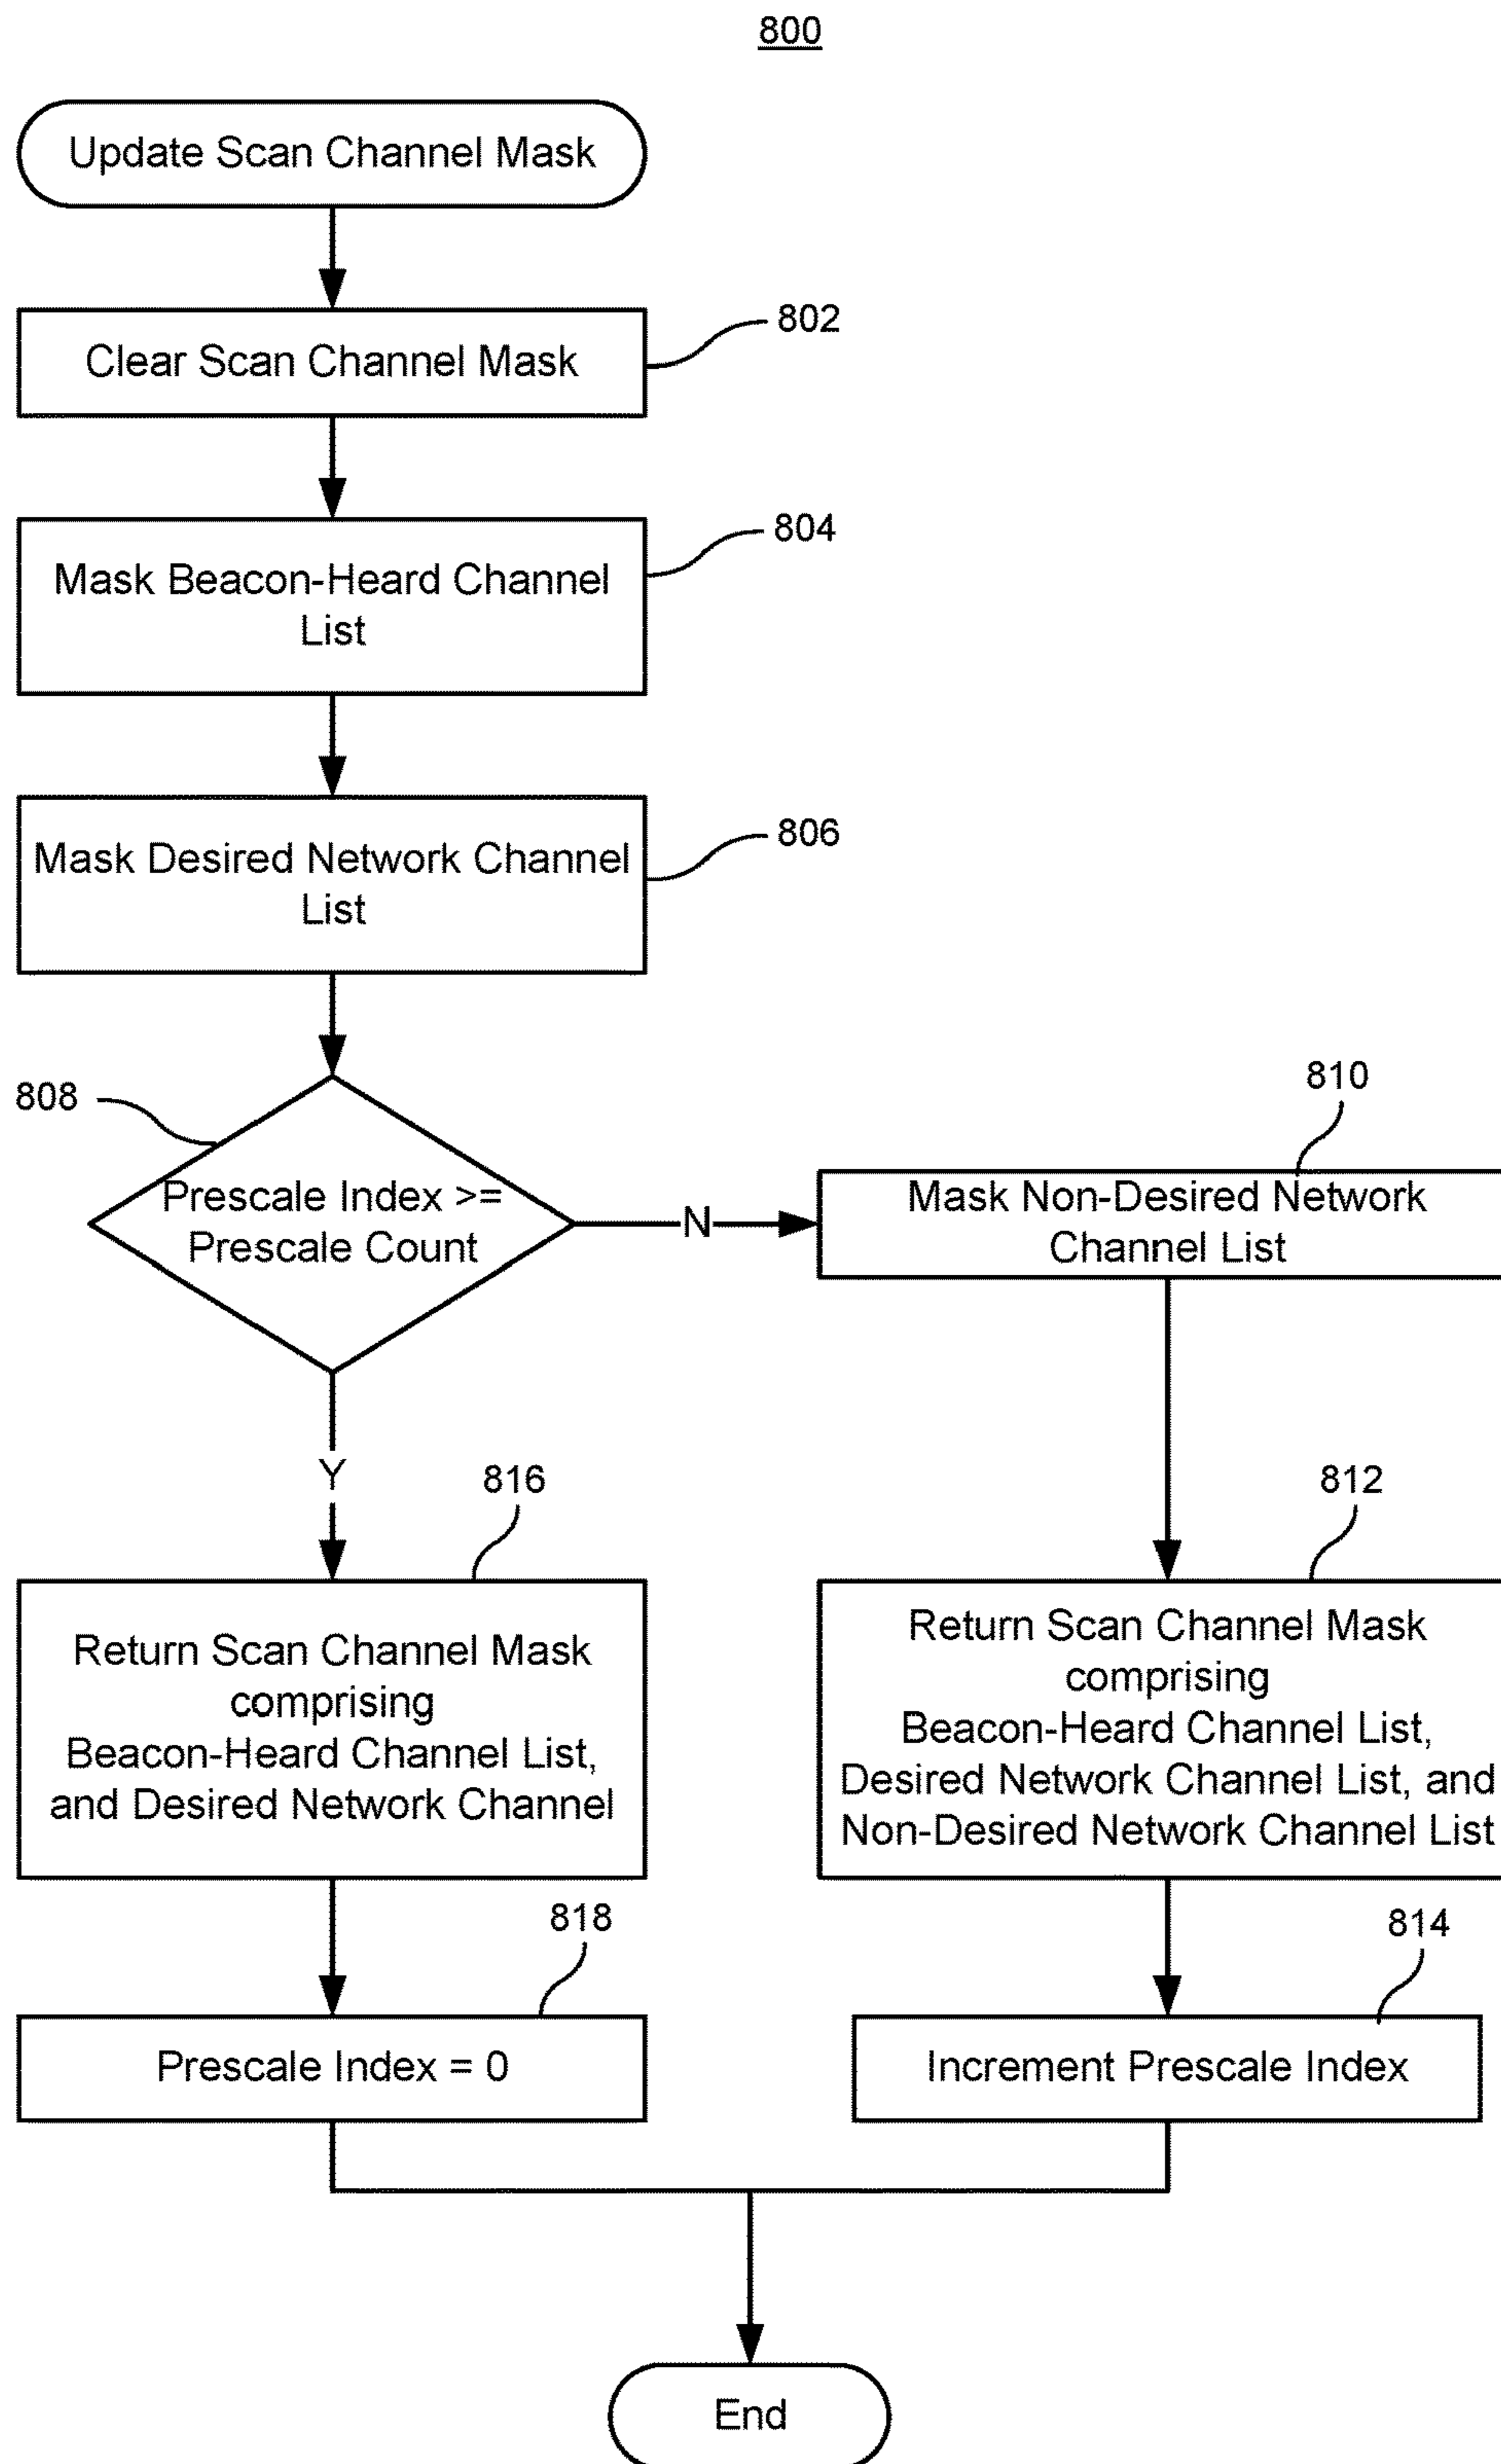 800
Update Scan Channel Mask
802
Clear Scan Channel Mask
804
Mask Beacon-Heard Channel
List
806
Mask Desired Network Channel
List
808
Prescale Index >=
Prescale Count
N
810
Mask Non-Desired Network
Channel List
Y
816
Return Scan Channel Mask
comprising
Beacon-Heard Channel List,
and Desired Network Channel
812
Return Scan Channel Mask
comprising
Beacon-Heard Channel List,
Desired Network Channel List, and
Non-Desired Network Channel List
818
Prescale Index = 0
814
Increment Prescale Index
End